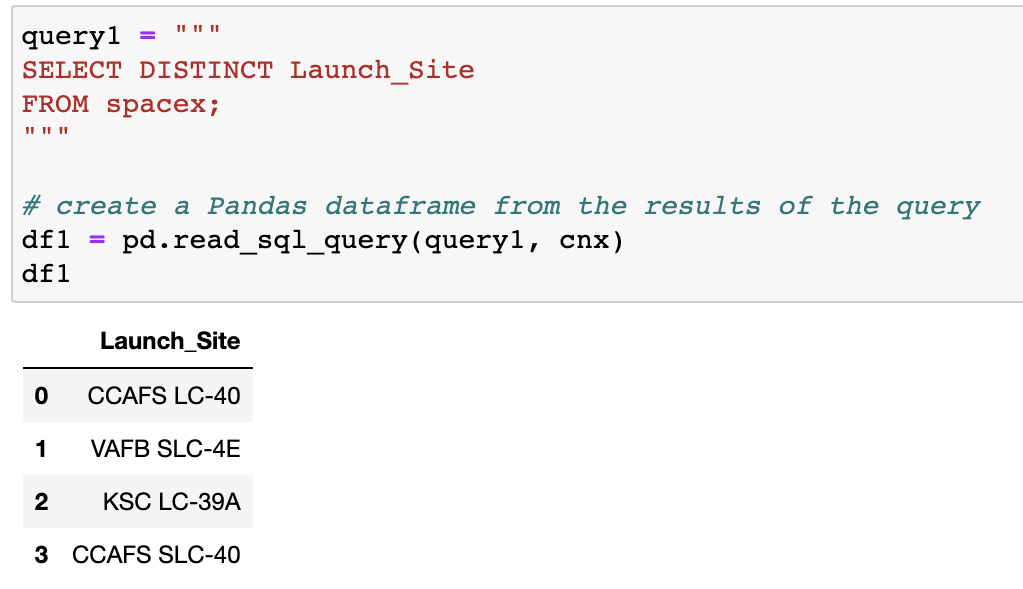 query1 = """
SELECT DISTINCT Launch_Site
FROM spacex;
"""
# create a Pandas dataframe from the results of the query
df1 = pd.read_sql_query(query1, cnx)
df1
Launch_Site
0 CCAFS LC-40
1 VAFB SLC-4E
2 KSC LC-39A
3 CCAFS SLC-40